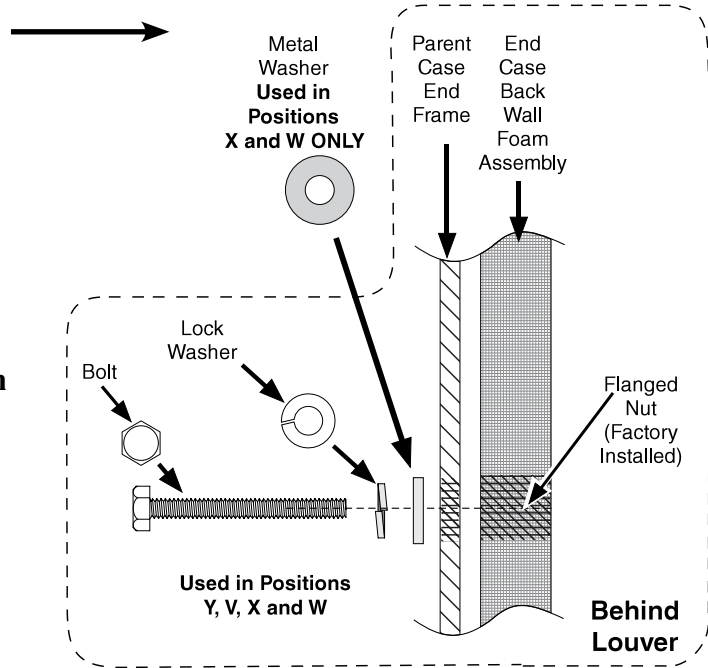 Metal
Washer
Used in
Positions
X and W ONLY
Parent
Case
End
Frame
End
Case
Back
Wall
Foam
Assembly
Lock
Washer
Bolt
Flanged
Nut
(Factory
Installed)
Used in Positions
Y, V, X and W
Behind
Louver